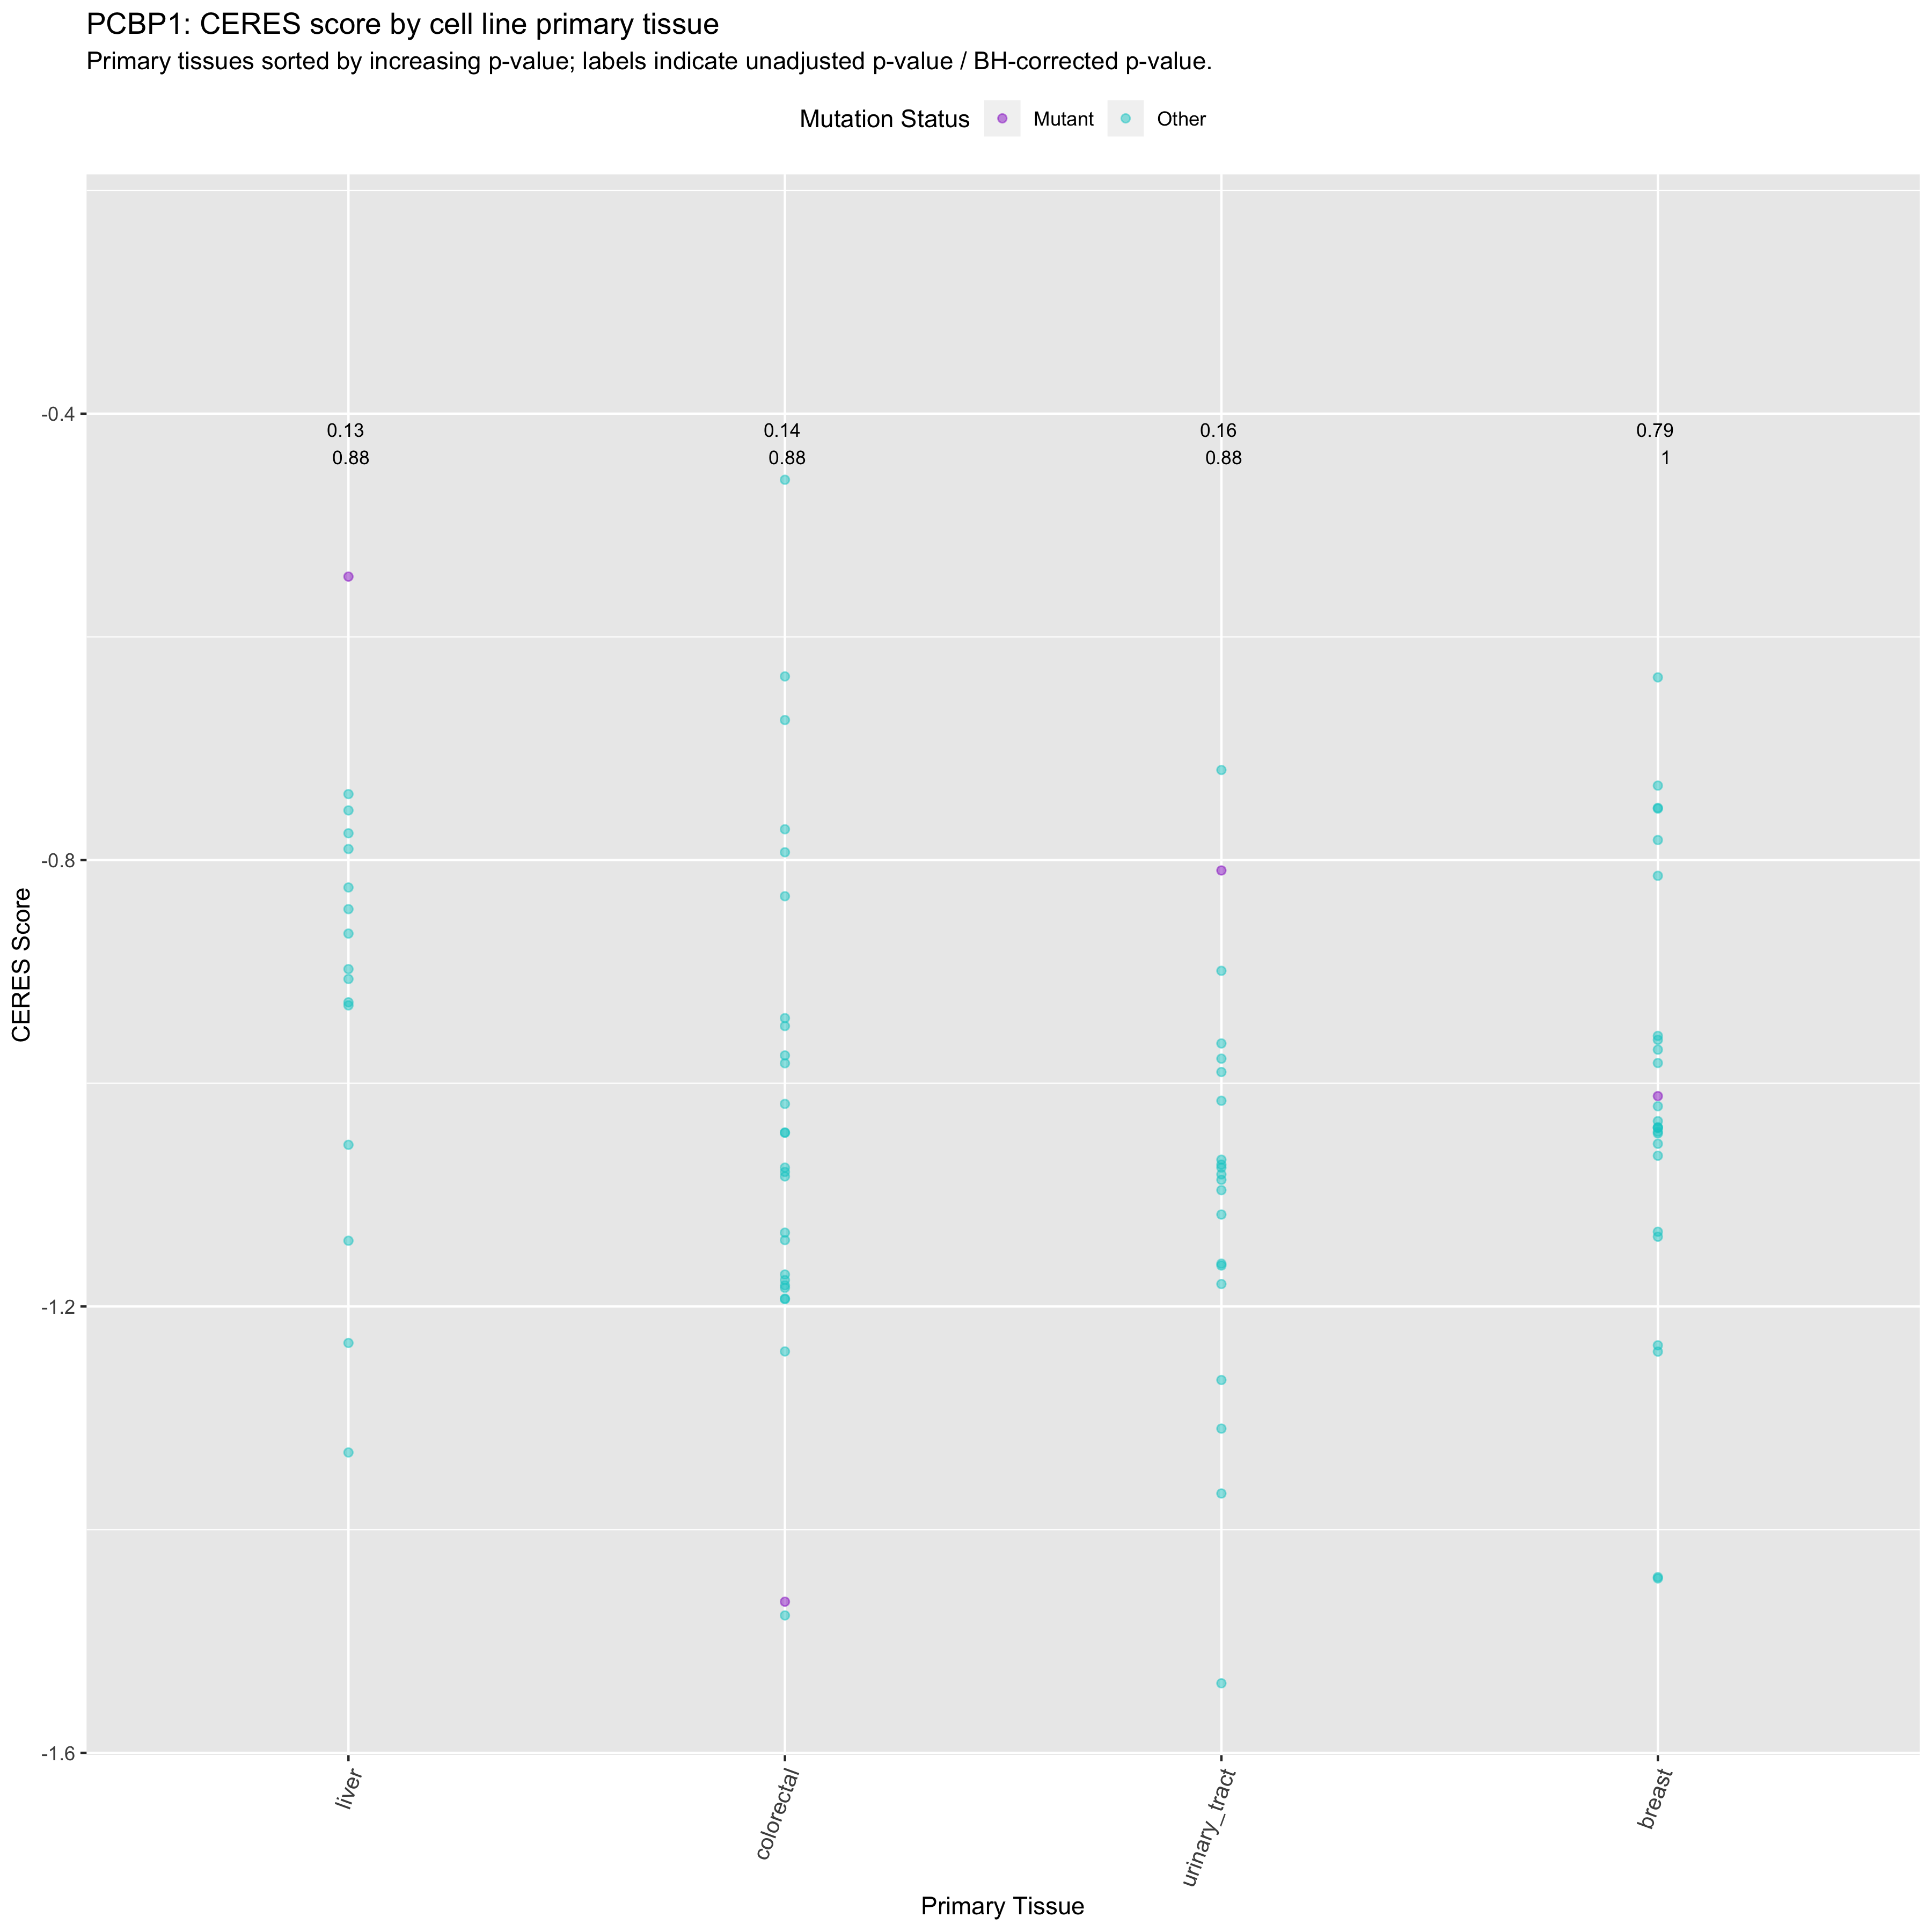 PCBP1: CERES score by cell line primary tissue
Primary tissues sorted by increasing p-value; labels indicate unadjusted p-value / BH-corrected p-value.
Mutation Status Mutant Other
-0.4
0.13 0.14 0.16 0.79
0.88 0.88 0.88 1
-0.8
CERES Score
-1.2
-1.6
liver colorectal urinary_tract breast
Primary Tissue